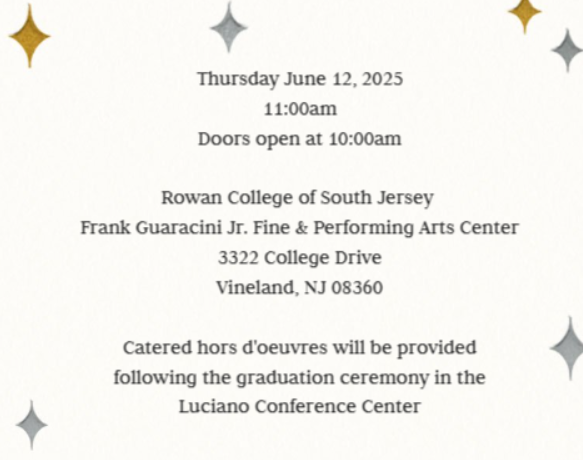 Thursday June 12, 2025
11:00am
Doors open at 10:00am
Rowan College of South Jersey
Frank Guaracini Jr. Fine & Performing Arts Center
3322 College Drive
Vineland, NJ 08360
Catered hors d'oeuvres will be provided
following the graduation ceremony in the
Luciano Conference Center